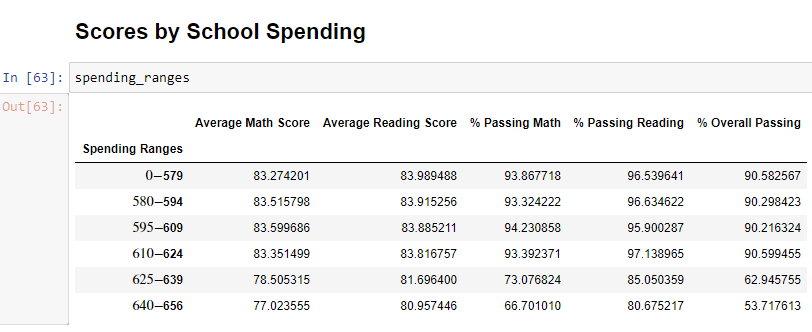 Scores by School Spending
In [63]: spending_ranges
Out[63]:
Average Math Score Average Reading Score % Passing Math % Passing Reading % Overall Passing
Spending Ranges
0−579 83.274201 83.989488 93.867718 96.539641 90.582567
580−594 83.515798 83.915256 93.324222 96.634622 90.298423
595−609 83.599686 83.885211 94.230858 95.900287 90.216324
610−624 83.351499 83.816757 93.392371 97.138965 90.599455
625−639 78.505315 81.696400 73.076824 85.050359 62.945755
640−656 77.023555 80.957446 66.701010 80.675217 53.717613